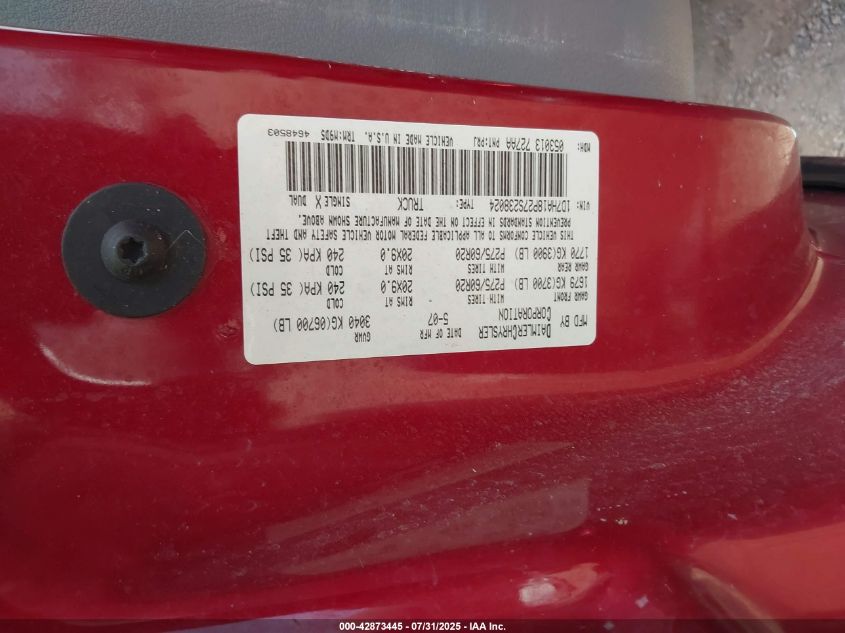 MFD BY DAIMLERCHRYSLER CORPORATION DATE OF MFR 5-07 GVWR 3040 KG(06700 LB)
GAWR FRONT WITH TIRES RIMS AT COLD
1679 KG(3700 LB) P275/60R20 20X9.0 240 KPA( 35 PSI)
GAWR REAR WITH TIRES RIMS AT COLD
1770 KG(3900 LB) P275/60R20 20X9.0 240 KPA( 35 PSI)
THIS VEHICLE CONFORMS TO ALL APPLICABLE FEDERAL MOTOR VEHICLE SAFETY AND THEFT
PREVENTION STANDARDS IN EFFECT ON THE DATE OF MANUFACTURE SHOWN ABOVE.
VIN: 1D7HA18P27S238024 TYPE: TRUCK SINGLE X DUAL
MDH: 053013 727AA PNT:PRJ VEHICLE MADE IN U.S.A. TRM:M9D5 4648503
000-42873445 - 07/31/2025 - IAA Inc.